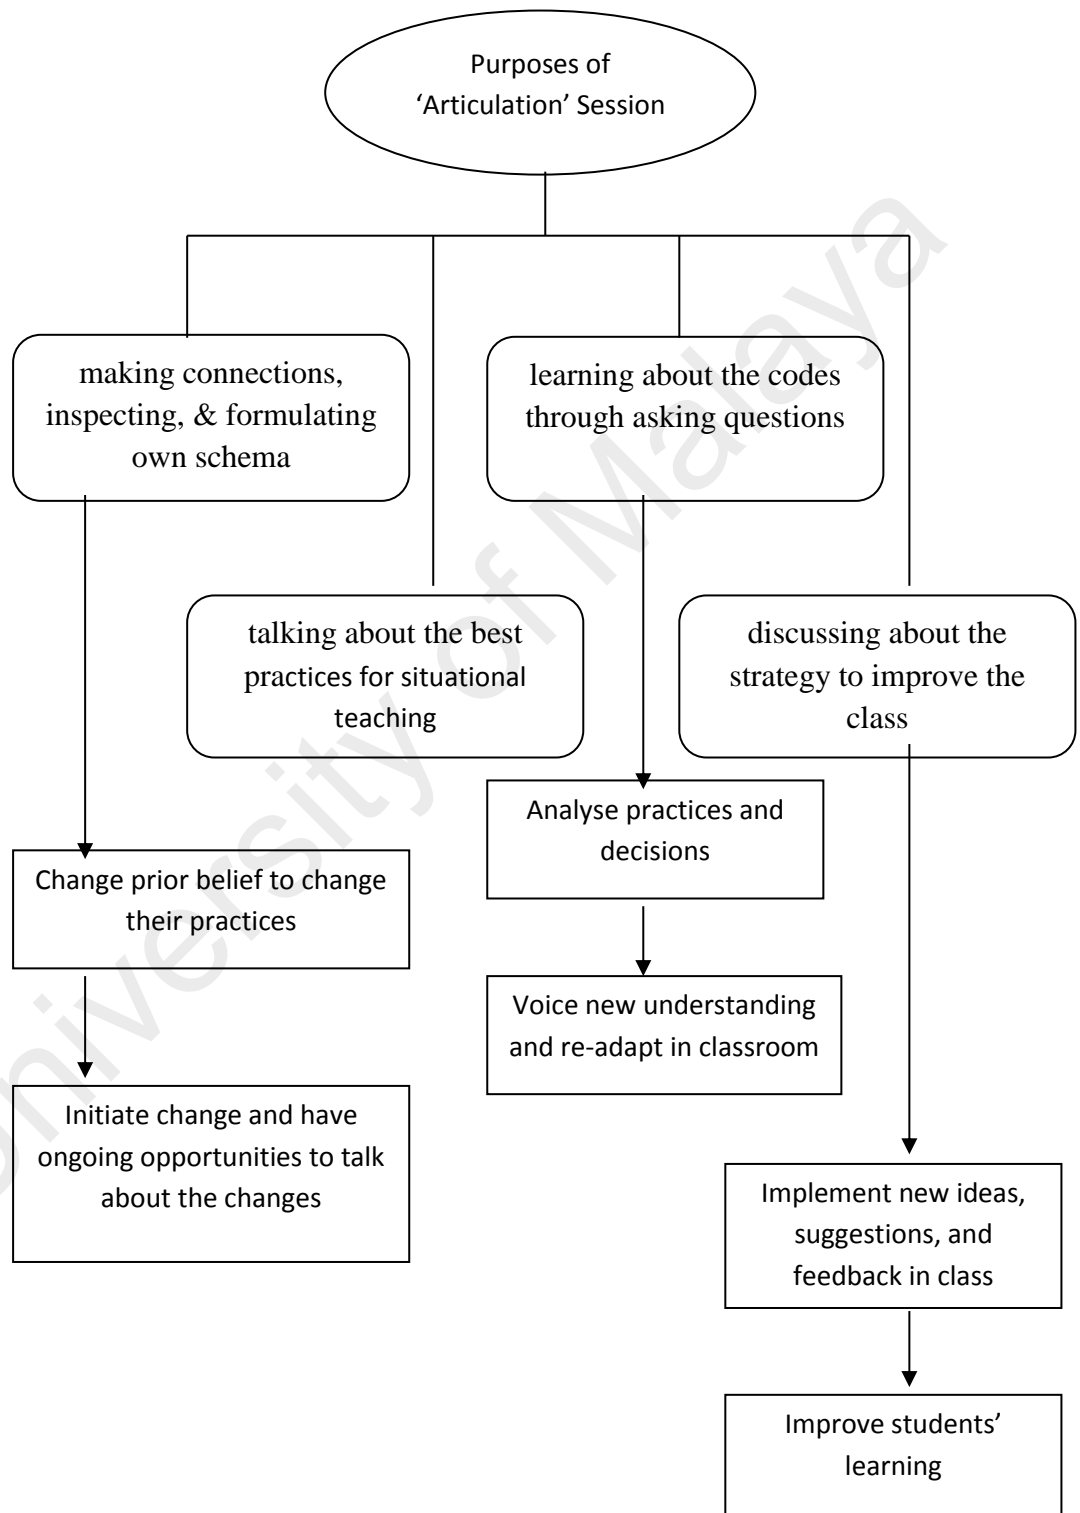 Purposes of
‘Articulation’ Session
making connections,
inspecting, & formulating
own schema
learning about the codes
through asking questions
talking about the best
practices for situational
teaching
discussing about the
strategy to improve the
class
Analyse practices and
decisions
Change prior belief to change
their practices
Voice new understanding
and re-adapt in classroom
Initiate change and have
ongoing opportunities to talk
about the changes
Implement new ideas,
suggestions, and
feedback in class
Improve students’
learning
University of Malaya